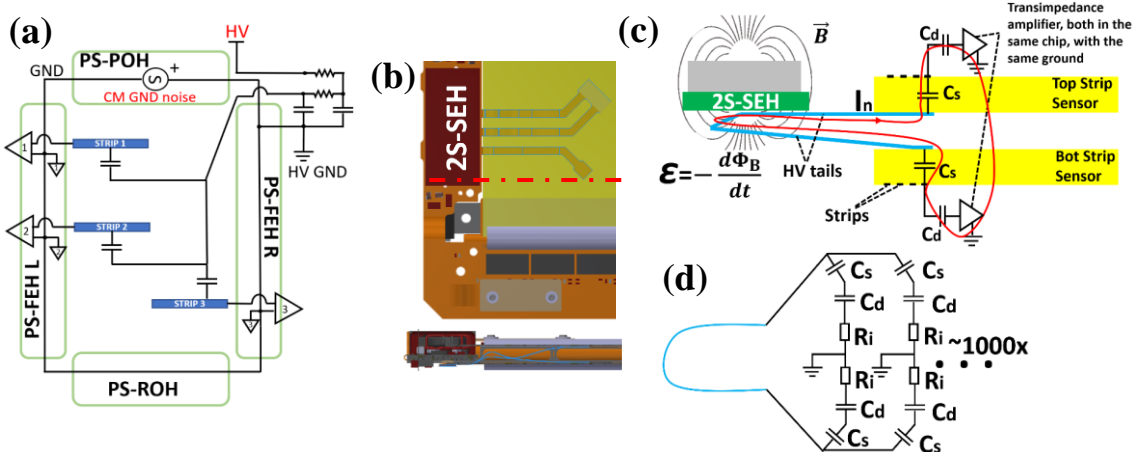 (a)
HV
PS-POH
GND
S
+
CM GND noise
HV GND
1
STRIP 1
2
STRIP 2
STRIP 3
3
PS-FEH L
PS-FEH R
PS-ROH
(b)
2S-SEH
(c)
B
2S-SEH
In
ε=− dΦB
dt
HV tails
Strips
Transimpedance
amplifier, both in the
same chip, with the
same ground
Cd
Cs
Top Strip
Sensor
Cs
Bot Strip
Sensor
Cd
(d)
Cs Cs
Cd Cd
Ri Ri
~1000x
• • •
Ri Ri
Cd Cd
Cs Cs